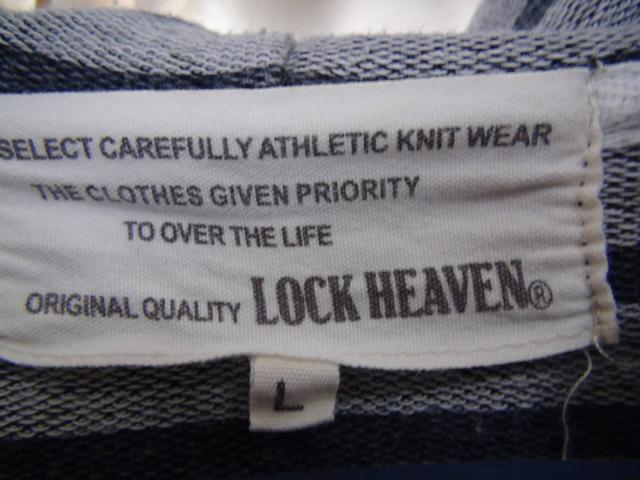 SELECT CAREFULLY ATHLETIC KNIT WEAR
THE CLOTHES GIVEN PRIORITY
TO OVER THE LIFE
ORIGINAL QUALITY LOCK HEAVEN®
L